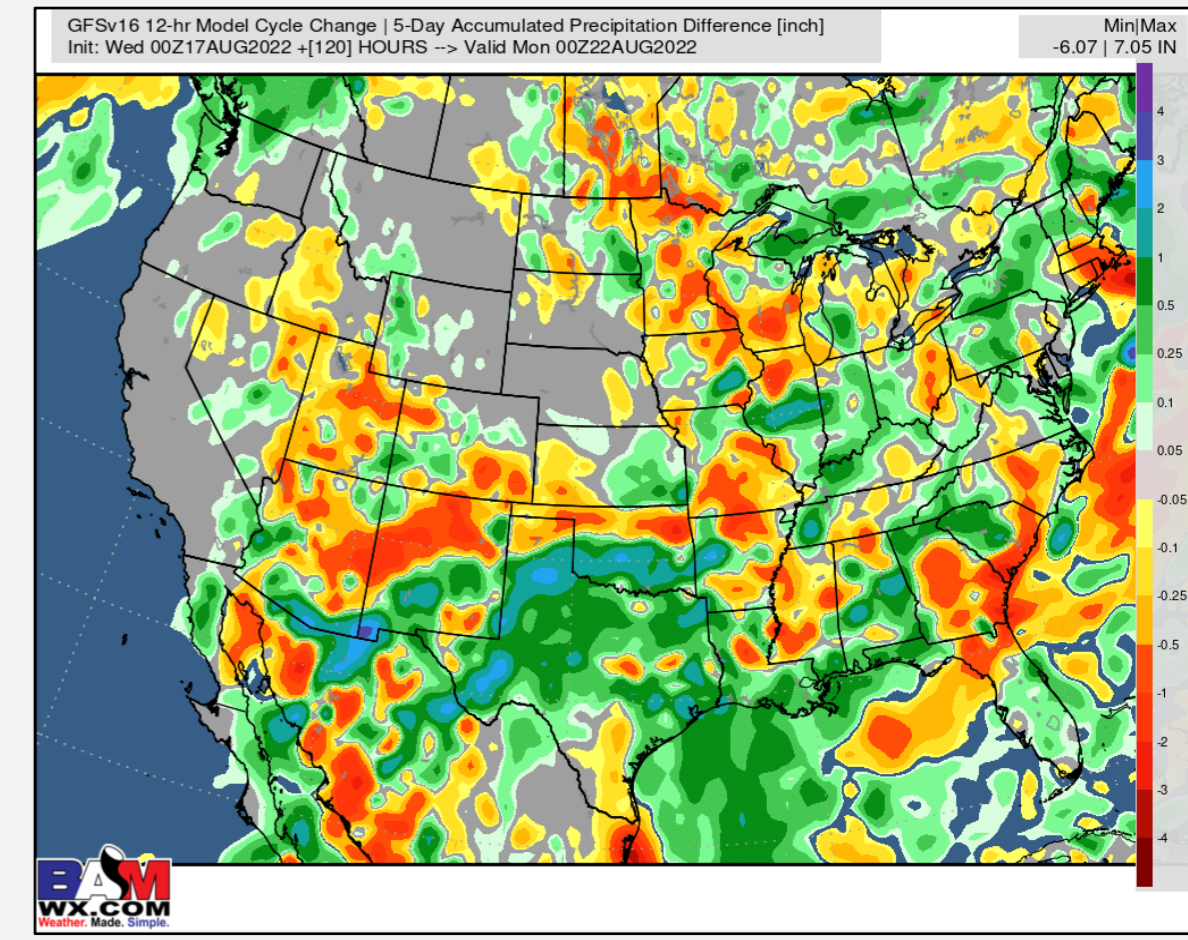 GFSv16 12-hr Model Cycle Change | 5-Day Accumulated Precipitation Difference [inch]
Init: Wed 00Z17AUG2022 +[120] HOURS --> Valid Mon 00Z22AUG2022
Min|Max
-6.07 | 7.05 IN
4
3
2
1
0.5
0.25
0.1
0.05
-0.05
-0.1
-0.25
-0.5
-1
-2
-3
-4
BAM
WX.COM
Weather. Made. Simple.